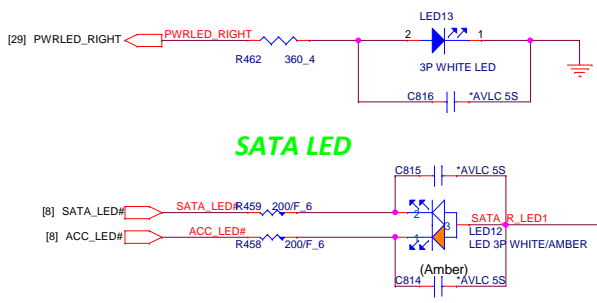 LED13
[29] PWRLED_RIGHT PWRLED_RIGHT 2 1
R462 360_4
3P WHITE LED
C816 *AVLC 5S
SATA LED
C815 *AVLC 5S
[8] SATA_LED# SATA_LED# R459 200/F_6 2 SATA_R_LED1
3 LED12
[8] ACC_LED# ACC_LED# 1 LED 3P WHITE/AMBER
R458 200/F_6
(Amber)
C814 *AVLC 5S